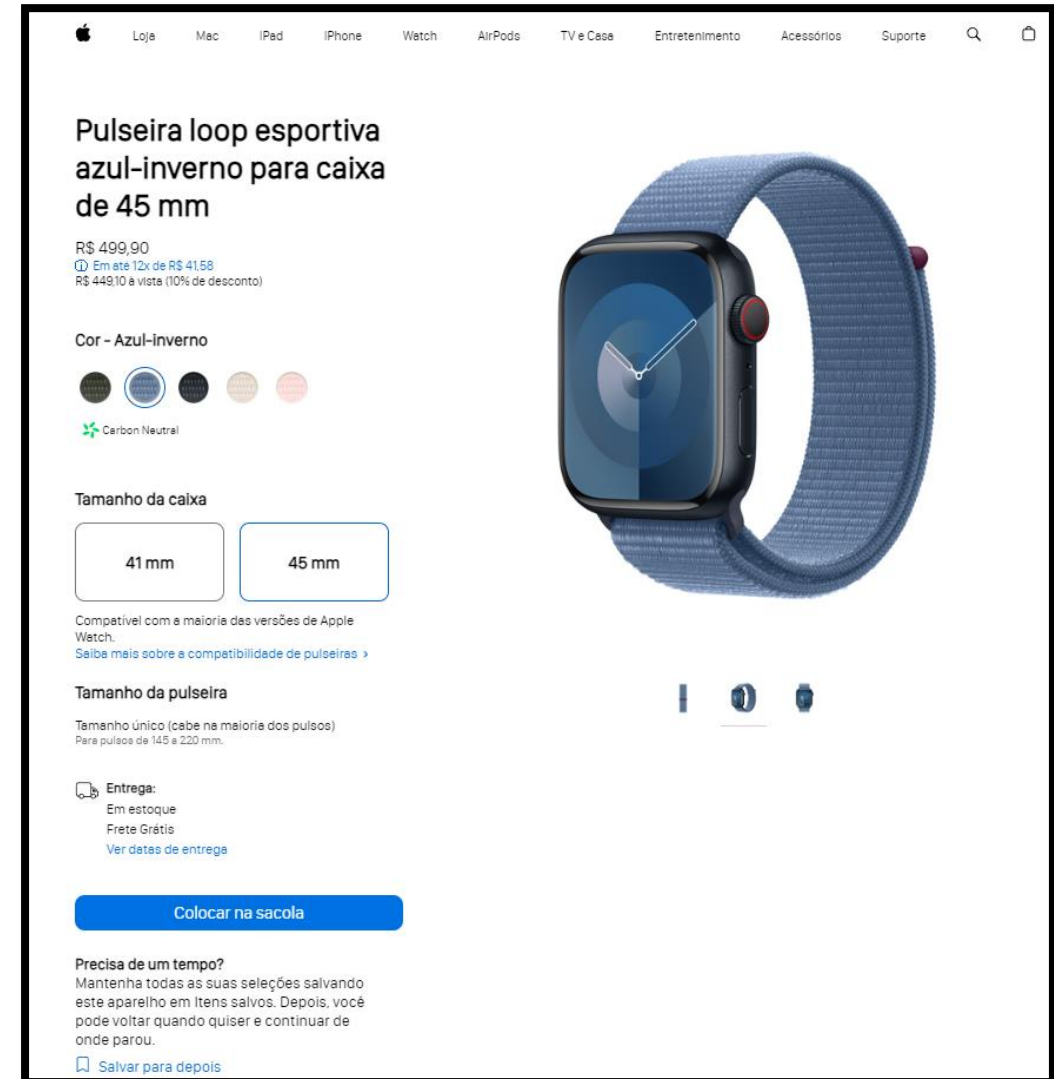 Loja Mac iPad iPhone Watch AirPods TV e Casa Entretenimento Acessórios Suporte
Pulseira loop esportiva
azul-inverno para caixa
de 45 mm
R$ 499,90
Em até 12x de R$ 41,58
R$ 449,10 à vista (10% de desconto)
Cor - Azul-inverno
Carbon Neutral
Tamanho da caixa
41 mm 45 mm
Compatível com a maioria das versões de Apple
Watch.
Saiba mais sobre a compatibilidade de pulseiras >
Tamanho da pulseira
Tamanho único (cabe na maioria dos pulsos)
Para pulsos de 145 a 220 mm.
Entrega:
Em estoque
Frete Grátis
Ver datas de entrega
Colocar na sacola
Precisa de um tempo?
Mantenha todas as suas seleções salvando
este aparelho em Itens salvos. Depois, você
pode voltar quando quiser e continuar de
onde parou.
Salvar para depois